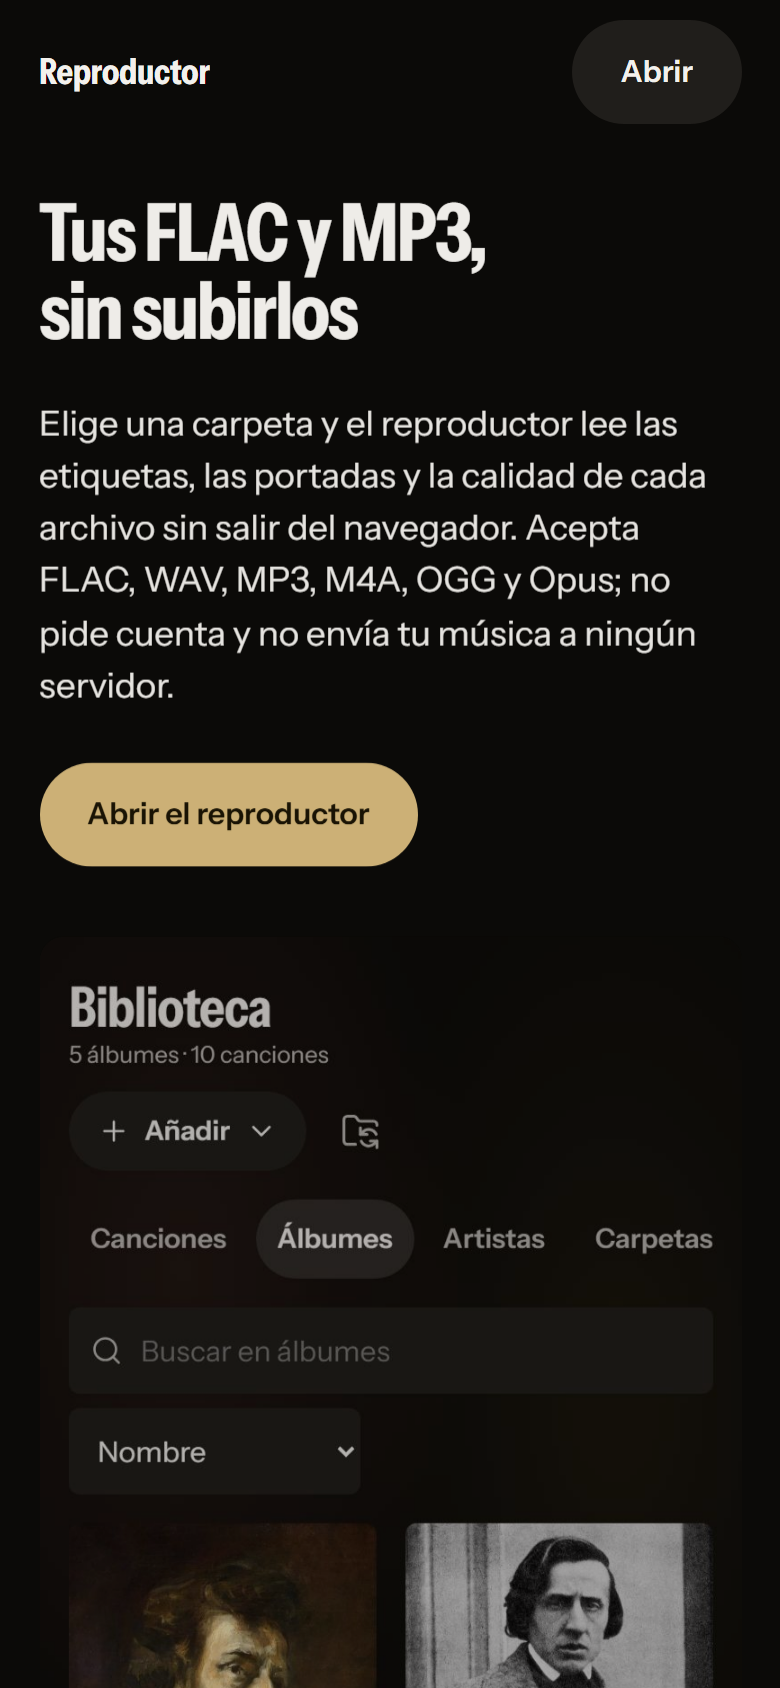 Reproductor
Abrir
Tus FLAC y MP3,
sin subirlos
Elige una carpeta y el reproductor lee las
etiquetas, las portadas y la calidad de cada
archivo sin salir del navegador. Acepta
FLAC, WAV, MP3, M4A, OGG y Opus; no
pide cuenta y no envía tu música a ningún
servidor.
Abrir el reproductor
Biblioteca
5 álbumes · 10 canciones
Añadir
Canciones
Álbumes
Artistas
Carpetas
Buscar en álbumes
Nombre